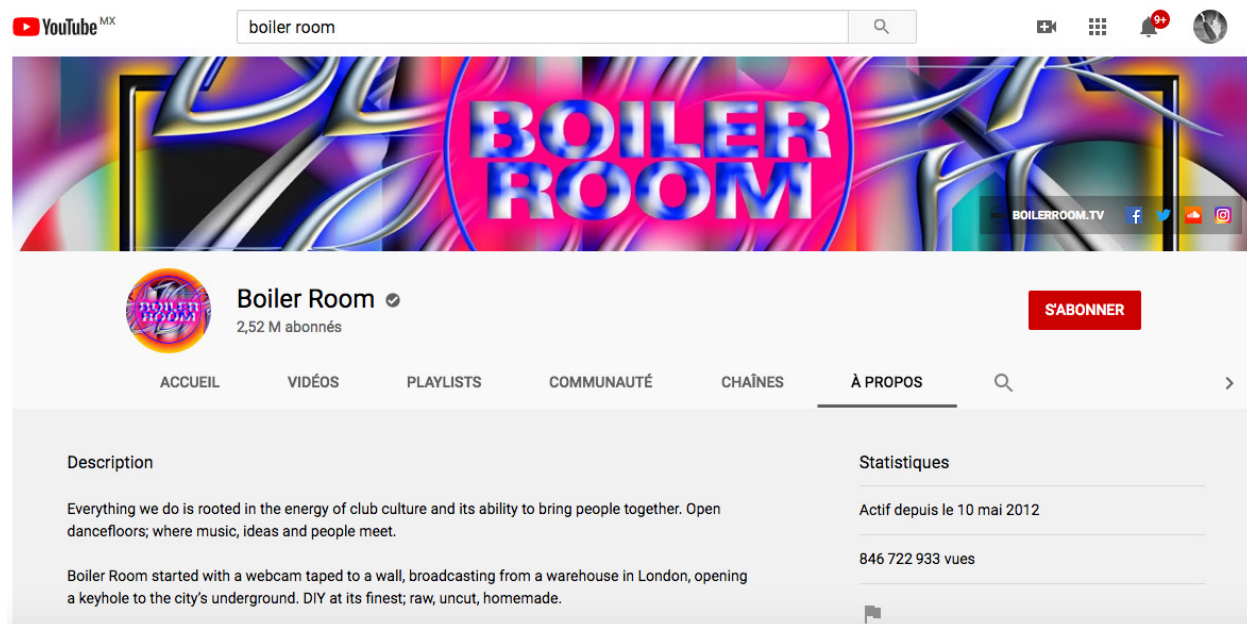 YouTube MX
boiler room
9+
BOILER
ROOM
BOILERROOM.TV
BOILER
ROOM
Boiler Room
2,52 M abonnés
S'ABONNER
ACCUEIL VIDÉOS PLAYLISTS COMMUNAUTÉ CHAÎNES À PROPOS
Description
Everything we do is rooted in the energy of club culture and its ability to bring people together. Open
dancefloors; where music, ideas and people meet.
Boiler Room started with a webcam taped to a wall, broadcasting from a warehouse in London, opening
a keyhole to the city's underground. DIY at its finest; raw, uncut, homemade.
Statistiques
Actif depuis le 10 mai 2012
846 722 933 vues